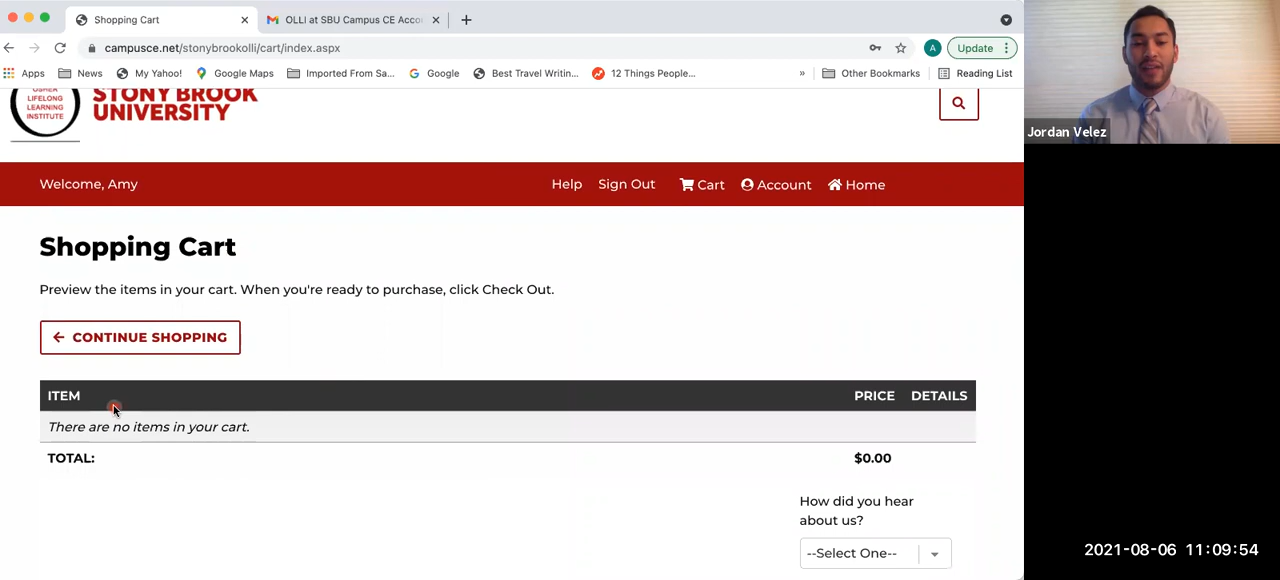 Shopping Cart
OLLI at SBU Campus CE Acco
campusce.net/stonybrookolli/cart/index.aspx
A
Update
Apps
News
My Yahoo!
Google Maps
Imported From Sa...
Google
Best Travel Writin...
12 Things People...
»
Other Bookmarks
Reading List
OSHER
LIFELONG
LEARNING
INSTITUTE
STONY BROOK
UNIVERSITY
Jordan Velez
Welcome, Amy
Help
Sign Out
Cart
Account
Home
Shopping Cart
Preview the items in your cart. When you're ready to purchase, click Check Out.
CONTINUE SHOPPING
ITEM PRICE DETAILS
There are no items in your cart.
TOTAL: $0.00
How did you hear
about us?
--Select One--
2021-08-06 11:09:54